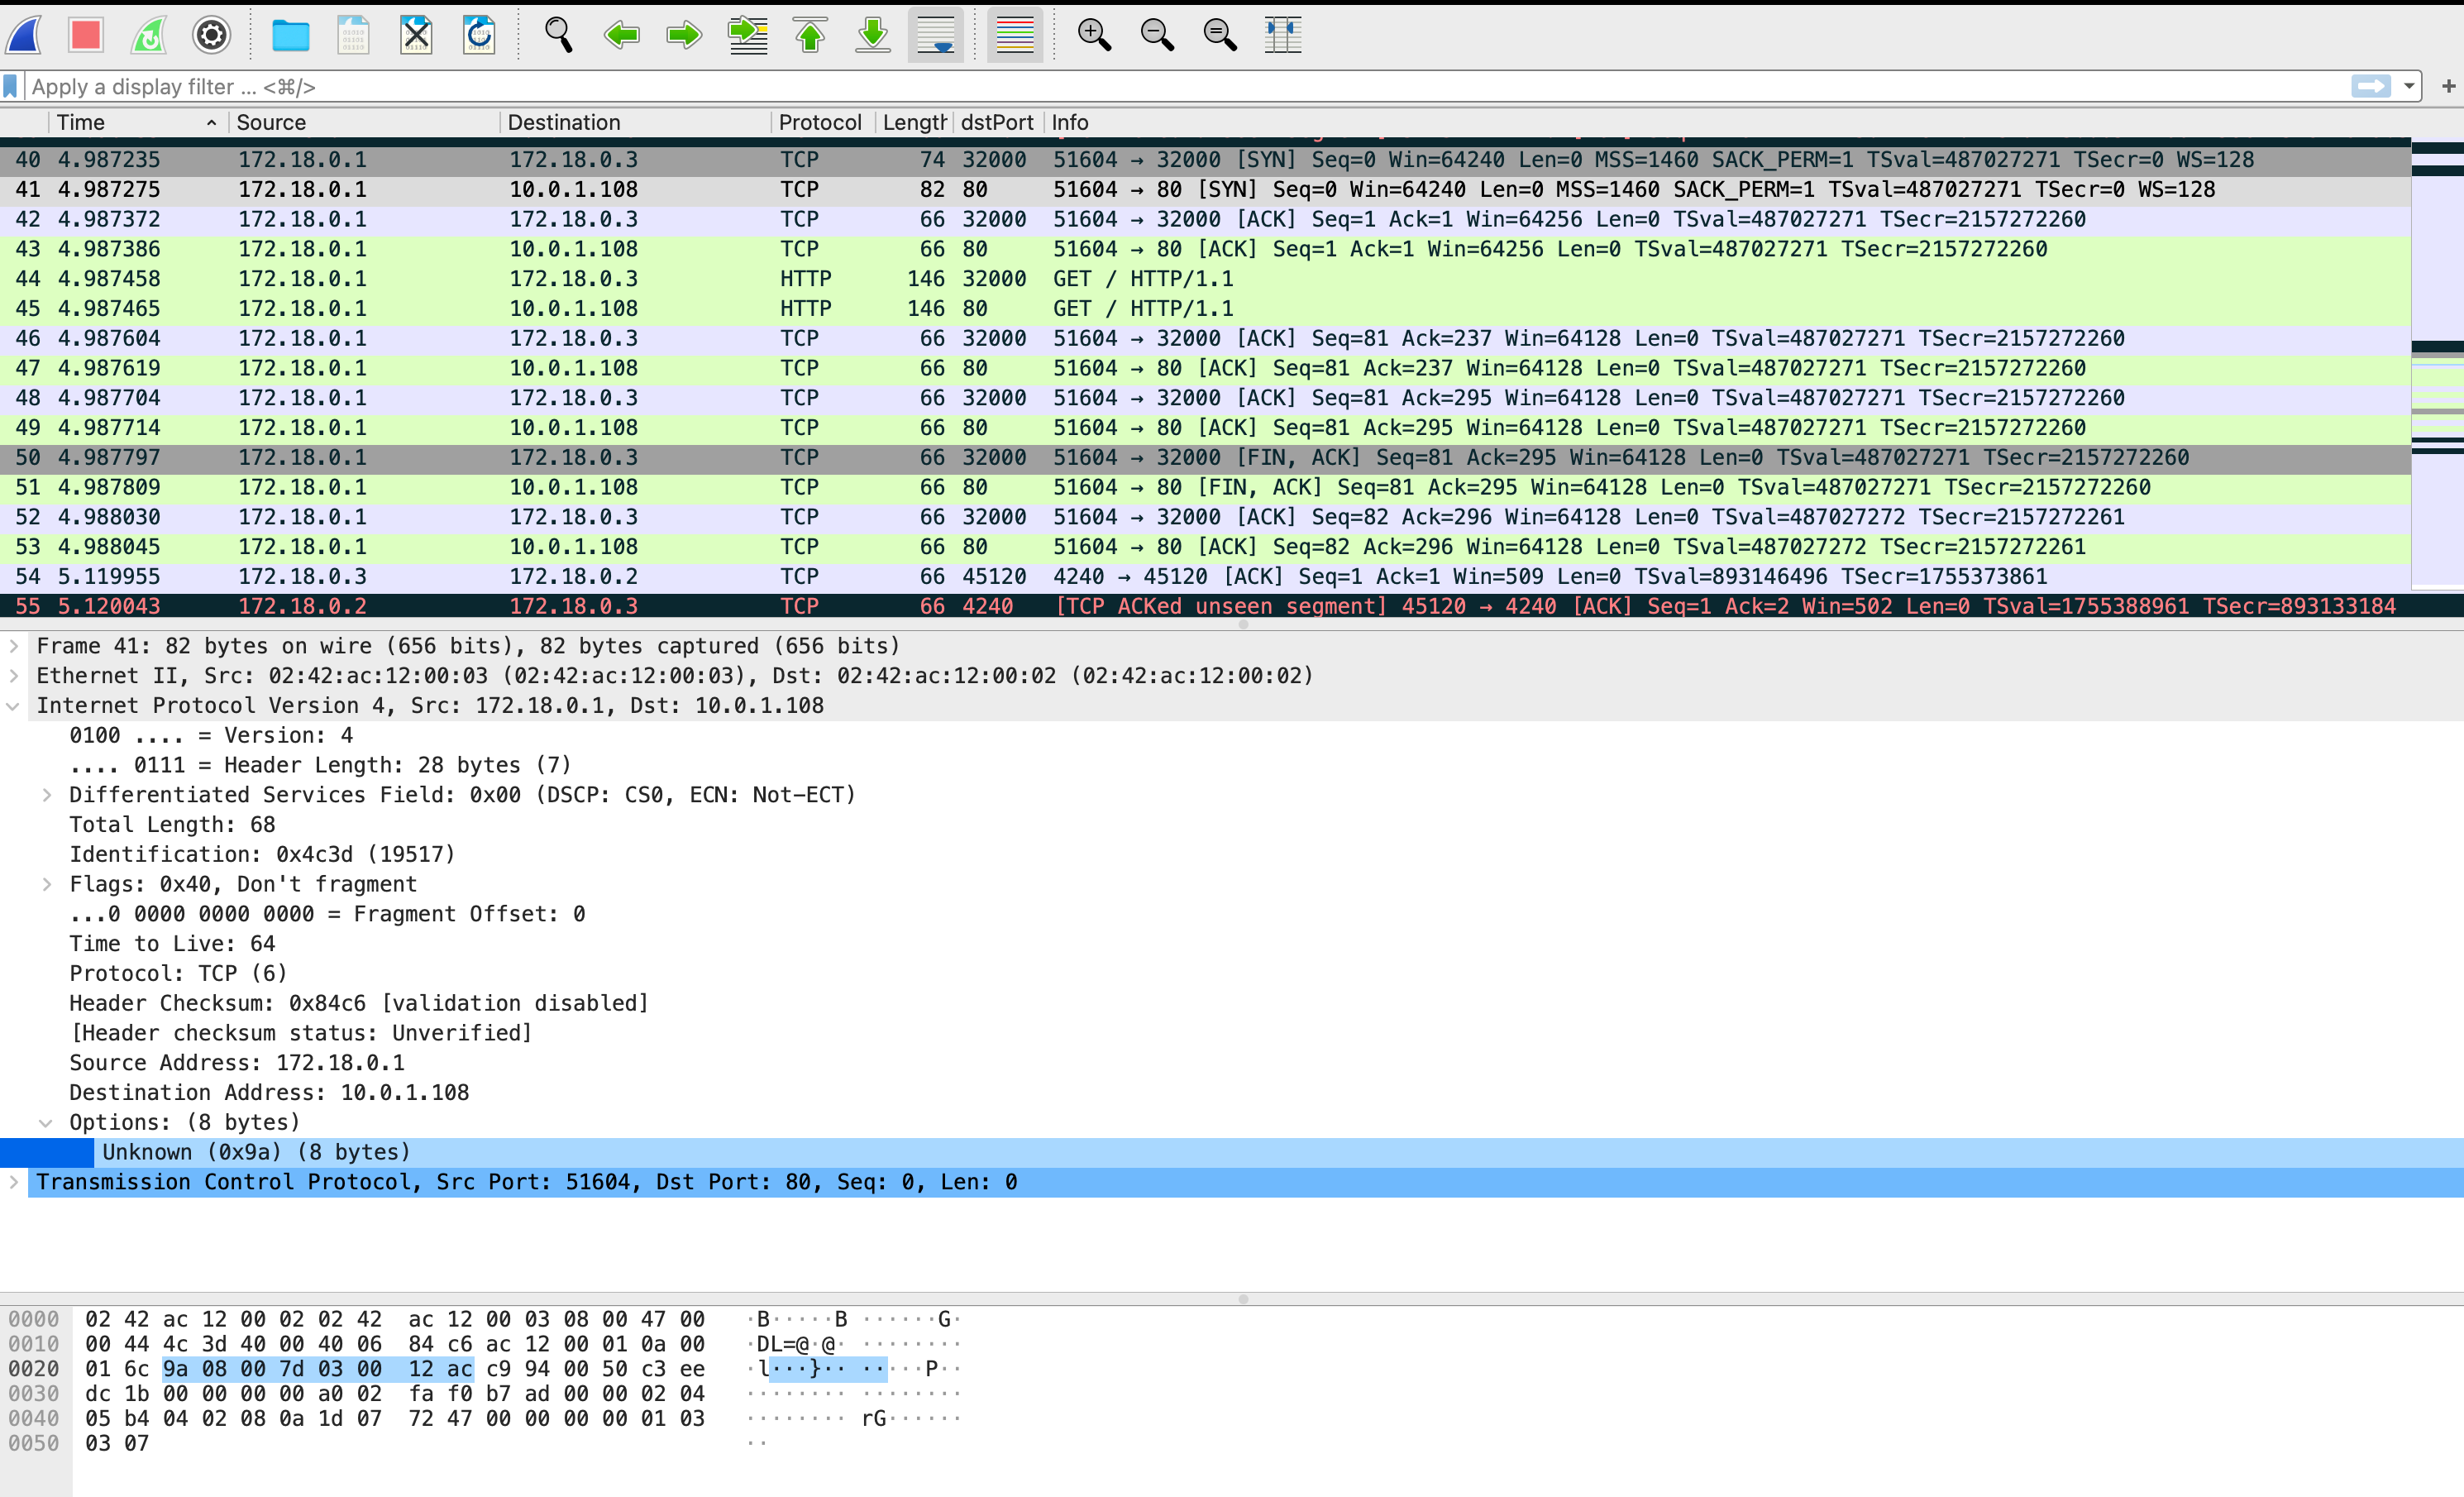 Apply a display filter ... <⌘/>
Time Source Destination Protocol Length dstPort Info
40 4.987235 172.18.0.1 172.18.0.3 TCP 74 32000 51604 → 32000 [SYN] Seq=0 Win=64240 Len=0 MSS=1460 SACK_PERM=1 TSval=487027271 TSecr=0 WS=128
41 4.987275 172.18.0.1 10.0.1.108 TCP 82 80 51604 → 80 [SYN] Seq=0 Win=64240 Len=0 MSS=1460 SACK_PERM=1 TSval=487027271 TSecr=0 WS=128
42 4.987372 172.18.0.1 172.18.0.3 TCP 66 32000 51604 → 32000 [ACK] Seq=1 Ack=1 Win=64256 Len=0 TSval=487027271 TSecr=2157272260
43 4.987386 172.18.0.1 10.0.1.108 TCP 66 80 51604 → 80 [ACK] Seq=1 Ack=1 Win=64256 Len=0 TSval=487027271 TSecr=2157272260
44 4.987458 172.18.0.1 172.18.0.3 HTTP 146 32000 GET / HTTP/1.1
45 4.987465 172.18.0.1 10.0.1.108 HTTP 146 80 GET / HTTP/1.1
46 4.987604 172.18.0.1 172.18.0.3 TCP 66 32000 51604 → 32000 [ACK] Seq=81 Ack=237 Win=64128 Len=0 TSval=487027271 TSecr=2157272260
47 4.987619 172.18.0.1 10.0.1.108 TCP 66 80 51604 → 80 [ACK] Seq=81 Ack=237 Win=64128 Len=0 TSval=487027271 TSecr=2157272260
48 4.987704 172.18.0.1 172.18.0.3 TCP 66 32000 51604 → 32000 [ACK] Seq=81 Ack=295 Win=64128 Len=0 TSval=487027271 TSecr=2157272260
49 4.987714 172.18.0.1 10.0.1.108 TCP 66 80 51604 → 80 [ACK] Seq=81 Ack=295 Win=64128 Len=0 TSval=487027271 TSecr=2157272260
50 4.987797 172.18.0.1 172.18.0.3 TCP 66 32000 51604 → 32000 [FIN, ACK] Seq=81 Ack=295 Win=64128 Len=0 TSval=487027271 TSecr=2157272260
51 4.987809 172.18.0.1 10.0.1.108 TCP 66 80 51604 → 80 [FIN, ACK] Seq=81 Ack=295 Win=64128 Len=0 TSval=487027271 TSecr=2157272260
52 4.988030 172.18.0.1 172.18.0.3 TCP 66 32000 51604 → 32000 [ACK] Seq=82 Ack=296 Win=64128 Len=0 TSval=487027272 TSecr=2157272261
53 4.988045 172.18.0.1 10.0.1.108 TCP 66 80 51604 → 80 [ACK] Seq=82 Ack=296 Win=64128 Len=0 TSval=487027272 TSecr=2157272261
54 5.119955 172.18.0.3 172.18.0.2 TCP 66 45120 4240 → 45120 [ACK] Seq=1 Ack=1 Win=509 Len=0 TSval=893146496 TSecr=1755373861
55 5.120043 172.18.0.2 172.18.0.3 TCP 66 4240 [TCP ACKed unseen segment] 45120 → 4240 [ACK] Seq=1 Ack=2 Win=502 Len=0 TSval=1755388961 TSecr=893133184
Frame 41: 82 bytes on wire (656 bits), 82 bytes captured (656 bits)
Ethernet II, Src: 02:42:ac:12:00:03 (02:42:ac:12:00:03), Dst: 02:42:ac:12:00:02 (02:42:ac:12:00:02)
Internet Protocol Version 4, Src: 172.18.0.1, Dst: 10.0.1.108
0100 .... = Version: 4
.... 0111 = Header Length: 28 bytes (7)
Differentiated Services Field: 0x00 (DSCP: CS0, ECN: Not-ECT)
Total Length: 68
Identification: 0x4c3d (19517)
Flags: 0x40, Don't fragment
...0 0000 0000 0000 = Fragment Offset: 0
Time to Live: 64
Protocol: TCP (6)
Header Checksum: 0x84c6 [validation disabled]
[Header checksum status: Unverified]
Source Address: 172.18.0.1
Destination Address: 10.0.1.108
Options: (8 bytes)
Unknown (0x9a) (8 bytes)
Transmission Control Protocol, Src Port: 51604, Dst Port: 80, Seq: 0, Len: 0
0000 02 42 ac 12 00 02 02 42 ac 12 00 03 08 00 47 00 ·B·····B ······G·
0010 00 44 4c 3d 40 00 40 06 84 c6 ac 12 00 01 0a 00 ·DL=@·@· ········
0020 01 6c 9a 08 00 7d 03 00 12 ac c9 94 00 50 c3 ee ·l···}·· ·····P··
0030 dc 1b 00 00 00 00 a0 02 fa f0 b7 ad 00 00 02 04 ········ ········
0040 05 b4 04 02 08 0a 1d 07 72 47 00 00 00 00 01 03 ········ rG······
0050 03 07 ··